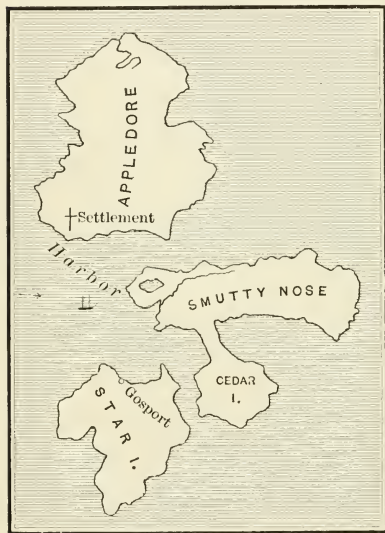 APPLEDORE
Settlement
Harbor
SMUTTY NOSE
CEDAR
I.
Gosport
STAR I.